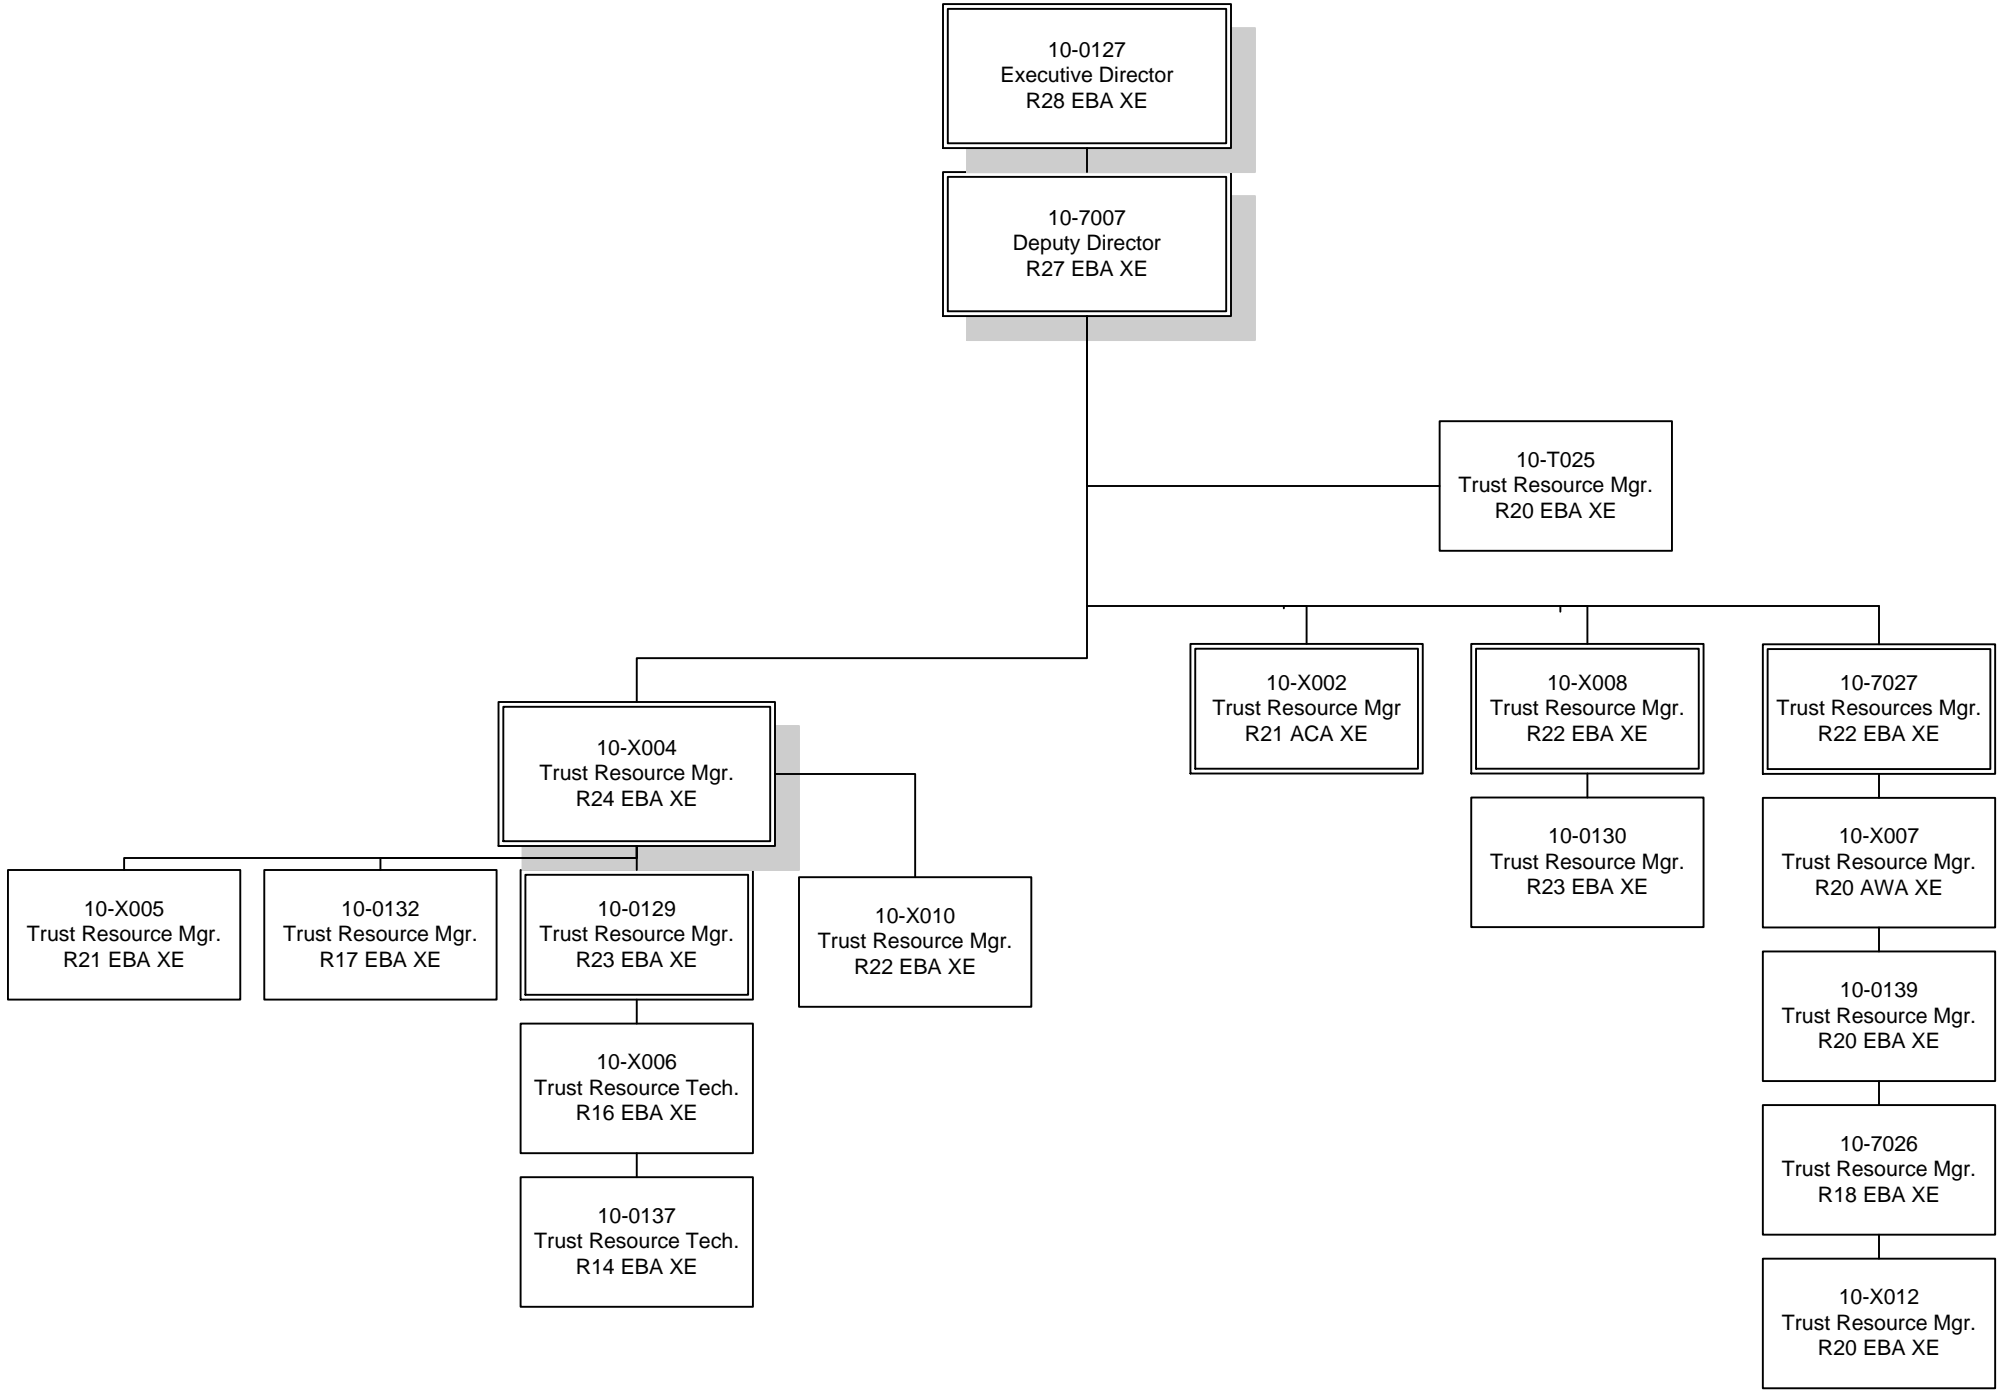 10-0127
Executive Director
R28 EBA XE
10-7007
Deputy Director
R27 EBA XE
10-T025
Trust Resource Mgr.
R20 EBA XE
10-X002
Trust Resource Mgr
R21 ACA XE
10-X008
Trust Resource Mgr.
R22 EBA XE
10-7027
Trust Resources Mgr.
R22 EBA XE
10-X004
Trust Resource Mgr.
R24 EBA XE
10-0130
Trust Resource Mgr.
R23 EBA XE
10-X007
Trust Resource Mgr.
R20 AWA XE
10-X005
Trust Resource Mgr.
R21 EBA XE
10-0132
Trust Resource Mgr.
R17 EBA XE
10-0129
Trust Resource Mgr.
R23 EBA XE
10-X010
Trust Resource Mgr.
R22 EBA XE
10-0139
Trust Resource Mgr.
R20 EBA XE
10-X006
Trust Resource Tech.
R16 EBA XE
10-7026
Trust Resource Mgr.
R18 EBA XE
10-0137
Trust Resource Tech.
R14 EBA XE
10-X012
Trust Resource Mgr.
R20 EBA XE